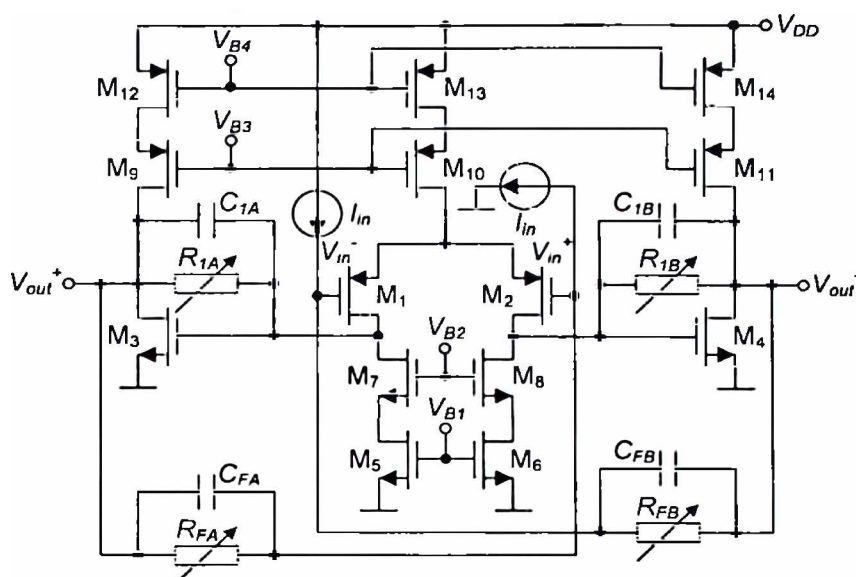 V_B4 V_DD
M_12 M_13 M_14
V_B3
M_9 M_10 M_11
C_1A I_in I_in C_1B
R_1A V_in^- V_in^+ R_1B
V_out^+ M_1 M_2 V_out^-
M_3 V_B2 M_4
M_7 M_8
V_B1
M_5 M_6
C_FA C_FB
R_FA R_FB